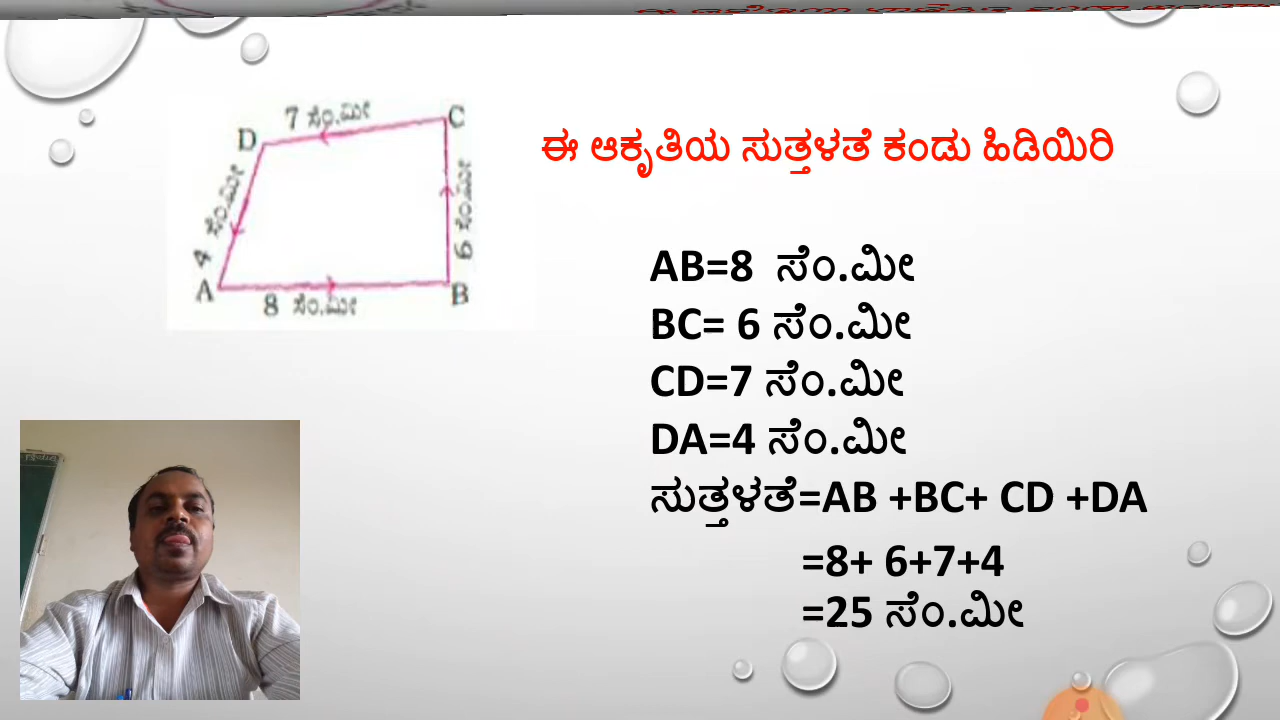 ಈ ಆಕೃತಿಯ ಸುತ್ತಳತೆ ಕಂಡು ಹಿಡಿಯಿರಿ
D
7 ಸೆಂ.ಮೀ
C
4 ಸೆಂ.ಮೀ
6 ಸೆಂ.ಮೀ
A
8 ಸೆಂ.ಮೀ
B
AB=8 ಸೆಂ.ಮೀ
BC= 6 ಸೆಂ.ಮೀ
CD=7 ಸೆಂ.ಮೀ
DA=4 ಸೆಂ.ಮೀ
ಸುತ್ತಳತೆ=AB +BC+ CD +DA
=8+ 6+7+4
=25 ಸೆಂ.ಮೀ